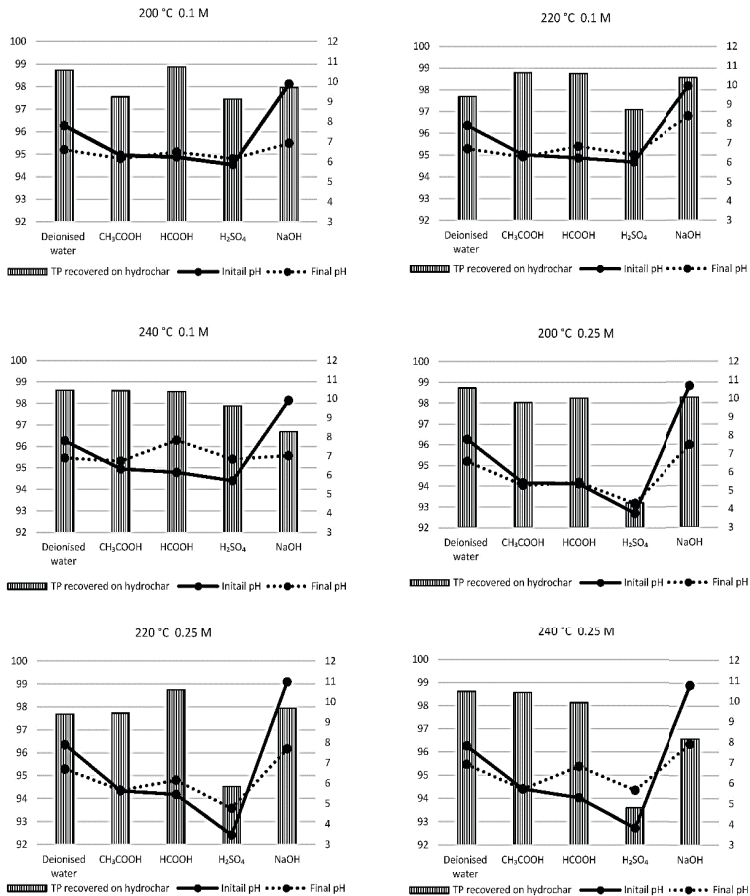 200 °C 0.1 M
100
99
98
97
96
95
94
93
92
12
11
10
9
8
7
6
5
4
3
Deionised
water
CH₃COOH
HCOOH
H₂SO₄
NaOH
TP recovered on hydrochar
Initail pH
Final pH
220 °C 0.1 M
100
99
98
97
96
95
94
93
92
12
11
10
9
8
7
6
5
4
3
Deionised
water
CH₃COOH
HCOOH
H₂SO₄
NaOH
TP recovered on hydrochar
Initail pH
Final pH
240 °C 0.1 M
100
99
98
97
96
95
94
93
92
12
11
10
9
8
7
6
5
4
3
Deionised
water
CH₃COOH
HCOOH
H₂SO₄
NaOH
TP recovered on hydrochar
Initail pH
Final pH
200 °C 0.25 M
100
99
98
97
96
95
94
93
92
12
11
10
9
8
7
6
5
4
3
Deionised
water
CH₃COOH
HCOOH
H₂SO₄
NaOH
TP recovered on hydrochar
Initail pH
Final pH
220 °C 0.25 M
100
99
98
97
96
95
94
93
92
12
11
10
9
8
7
6
5
4
3
Deionised
water
CH₃COOH
HCOOH
H₂SO₄
NaOH
TP recovered on hydrochar
Initail pH
Final pH
240 °C 0.25 M
100
99
98
97
96
95
94
93
92
12
11
10
9
8
7
6
5
4
3
Deionised
water
CH₃COOH
HCOOH
H₂SO₄
NaOH
TP recovered on hydrochar
Initail pH
Final pH